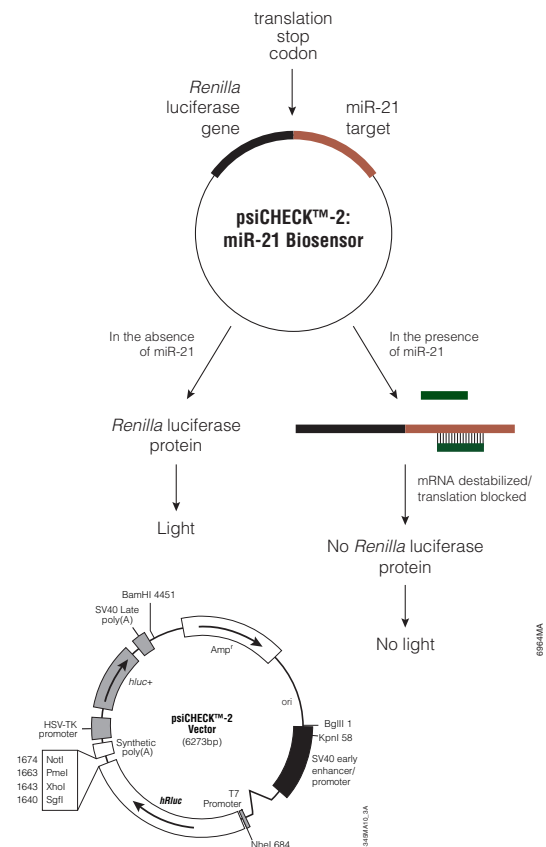 translation
stop
codon
Renilla
luciferase
gene
miR-21
target
psiCHECK™-2:
miR-21 Biosensor
In the absence
of miR-21
In the presence
of miR-21
Renilla luciferase
protein
mRNA destabilized/
translation blocked
Light
No Renilla luciferase
protein
No light
6964MA
BamHI 4451
SV40 Late
poly(A)
Ampʳ
hluc+
ori
psiCHECK™-2
Vector
(6273bp)
BglII 1
KpnI 58
HSV-TK
promoter
Synthetic
poly(A)
SV40 early
enhancer/
promoter
1674 NotI
1663 PmeI
1643 XhoI
1640 SgfI
T7
Promoter
hRluc
NheI 684
3459MA10_3A